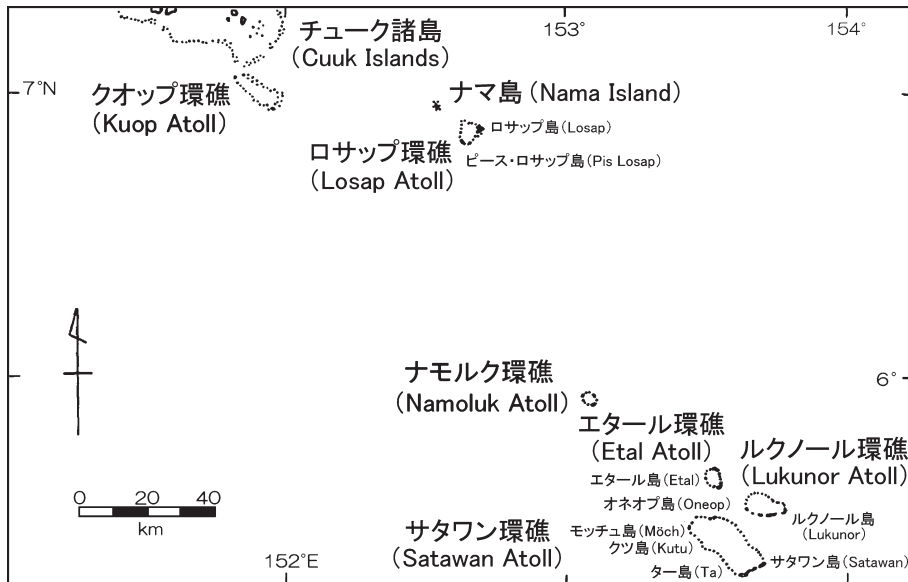 153°
154°
チューク諸島
(Cuuk Islands)
7°N
クオップ環礁
(Kuop Atoll)
ナマ島(Nama Island)
ロサップ島(Losap)
ロサップ環礁
(Losap Atoll)
ピース・ロサップ島(Pis Losap)
ナモルク環礁
(Namoluk Atoll)
6°
エタール環礁
(Etal Atoll)
ルクノール環礁
(Lukunor Atoll)
エタール島(Etal)
オネオプ島(Oneop)
ルクノール島
(Lukunor)
0 20 40
km
サタワン環礁
(Satawan Atoll)
モッチュ島(Möch)
クツ島(Kutu)
ター島(Ta)
サタワン島(Satawan)
152°E